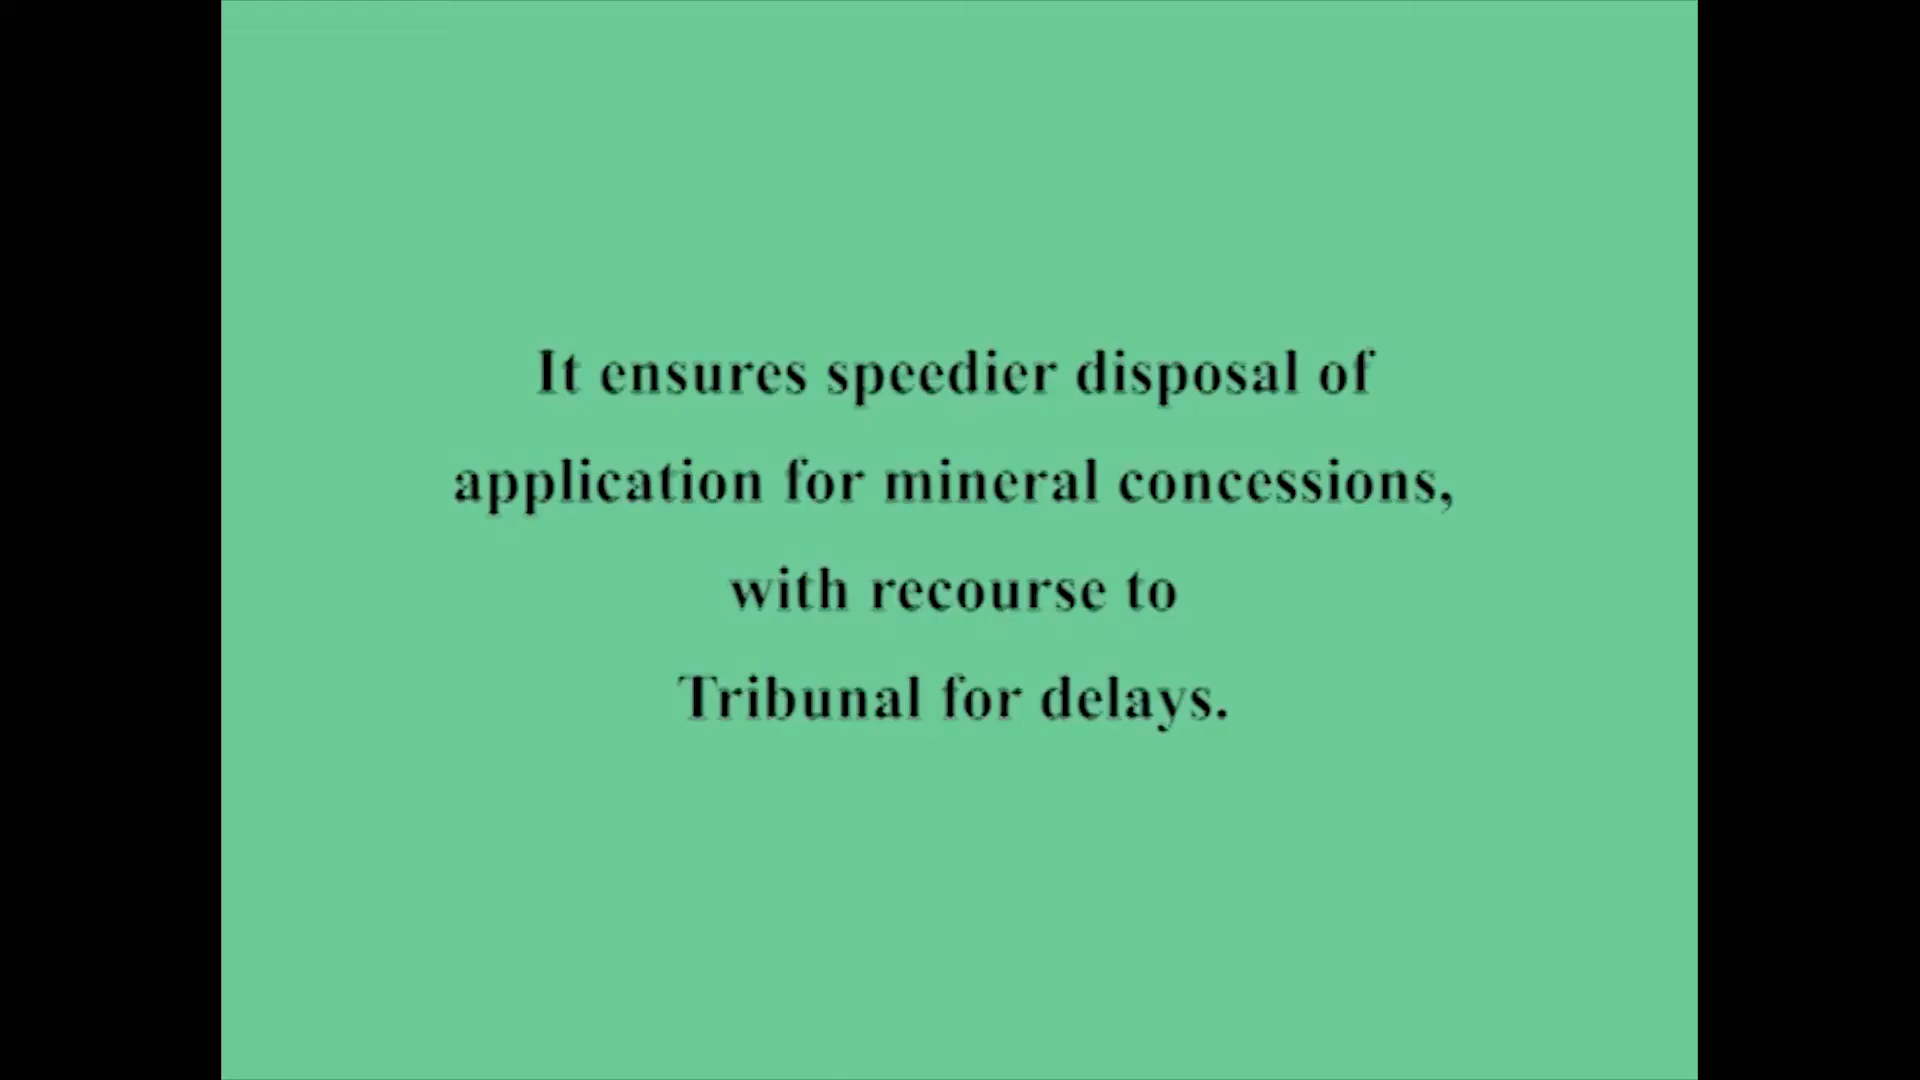 It ensures speedier disposal of
application for mineral concessions,
with recourse to
Tribunal for delays.